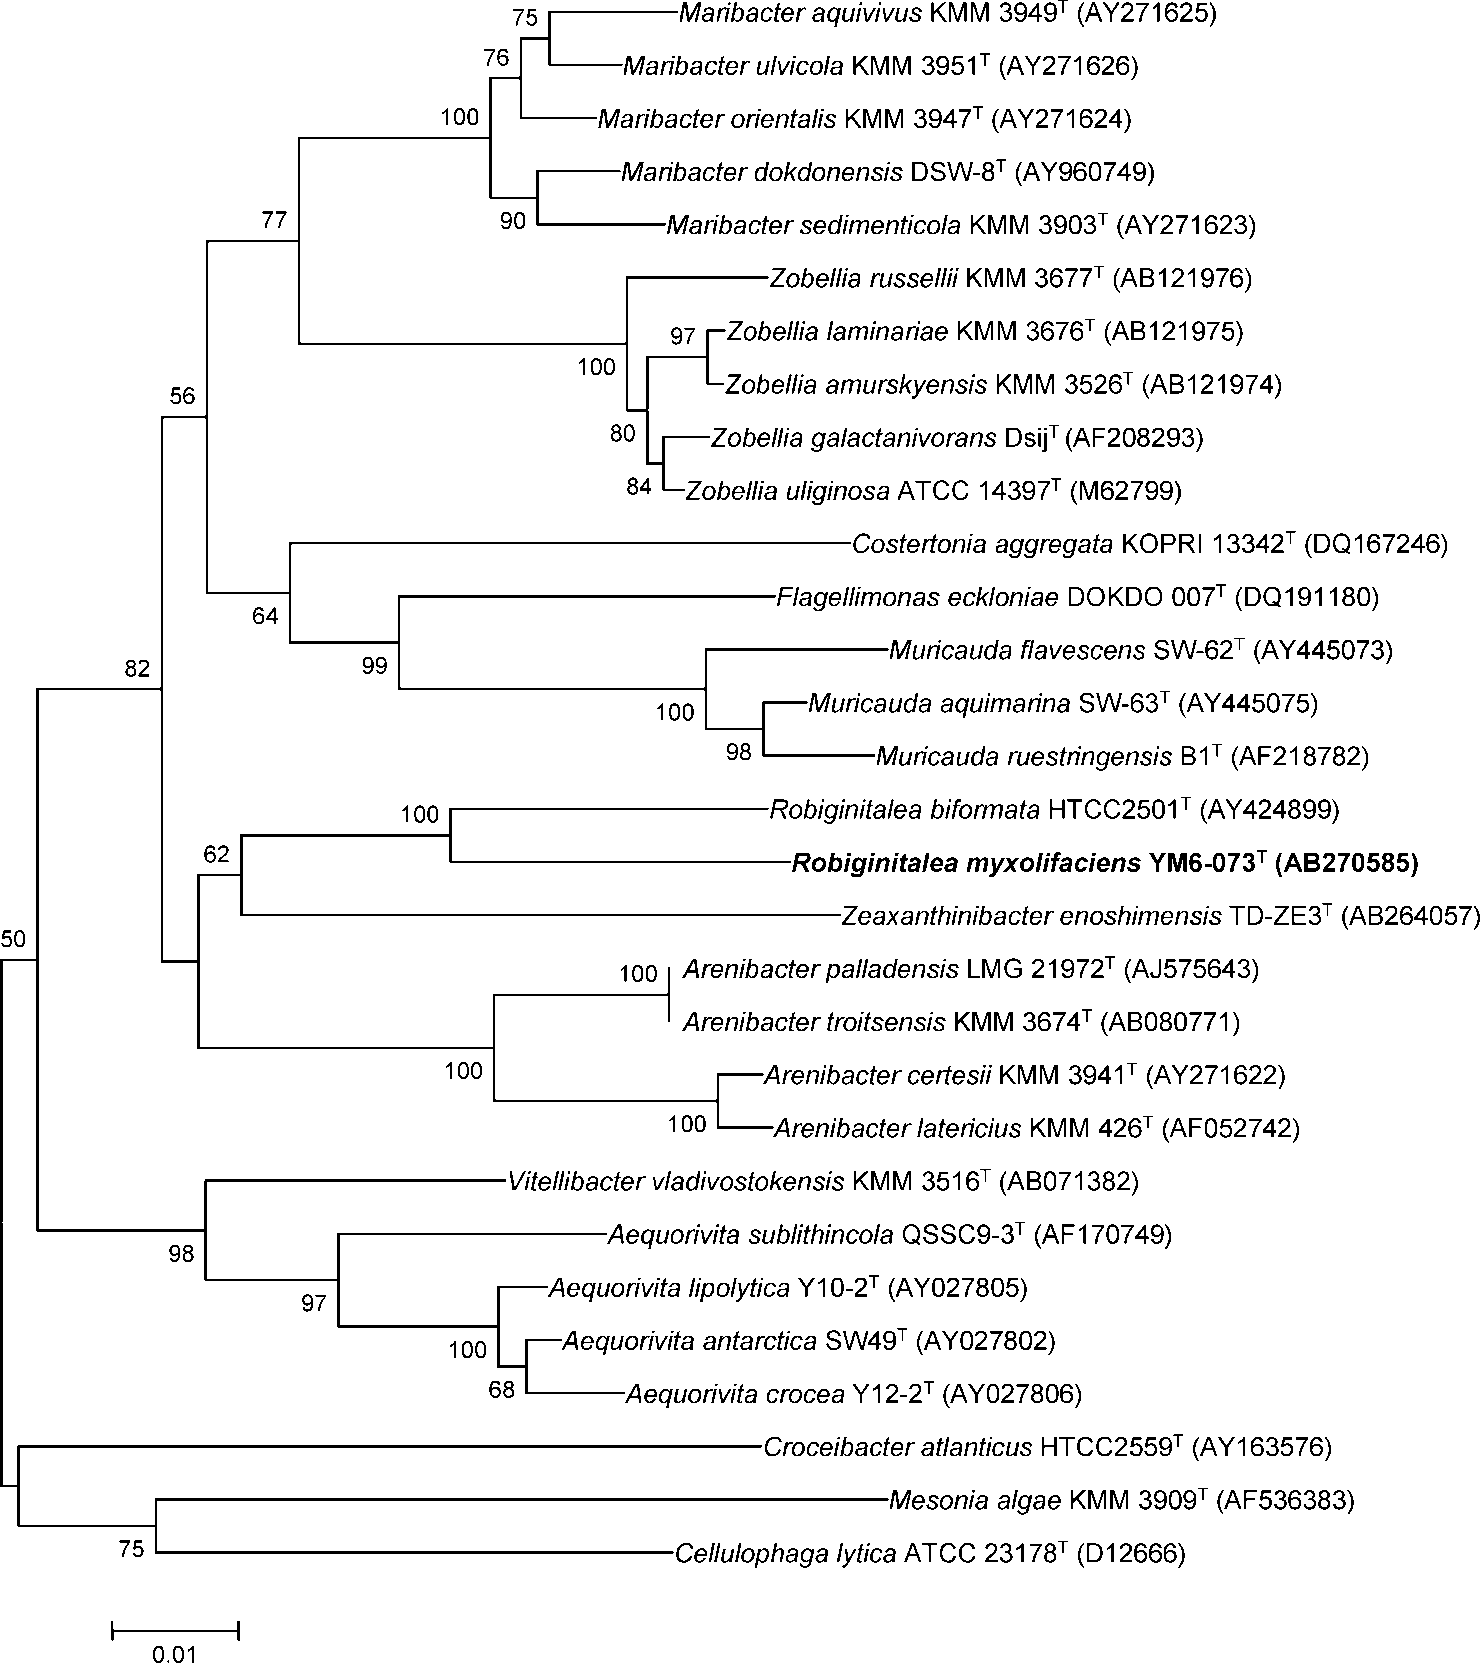 75
Maribacter aquivivus KMM 3949T (AY271625)
76
Maribacter ulvicola KMM 3951T (AY271626)
100
Maribacter orientalis KMM 3947T (AY271624)
Maribacter dokdonensis DSW-8T (AY960749)
77
90
Maribacter sedimenticola KMM 3903T (AY271623)
Zobellia russellii KMM 3677T (AB121976)
97
Zobellia laminariae KMM 3676T (AB121975)
100
Zobellia amurskyensis KMM 3526T (AB121974)
56
80
Zobellia galactanivorans DsijT (AF208293)
84
Zobellia uliginosa ATCC 14397T (M62799)
Costertonia aggregata KOPRI 13342T (DQ167246)
64
Flagellimonas eckloniae DOKDO 007T (DQ191180)
82
99
Muricauda flavescens SW-62T (AY445073)
100
Muricauda aquimarina SW-63T (AY445075)
98
Muricauda ruestringensis B1T (AF218782)
100
Robiginitalea biformata HTCC2501T (AY424899)
62
Robiginitalea myxolifaciens YM6-073T (AB270585)
Zeaxanthinibacter enoshimensis TD-ZE3T (AB264057)
50
100
Arenibacter palladensis LMG 21972T (AJ575643)
Arenibacter troitsensis KMM 3674T (AB080771)
100
Arenibacter certesii KMM 3941T (AY271622)
100
Arenibacter latericius KMM 426T (AF052742)
Vitellibacter vladivostokensis KMM 3516T (AB071382)
98
Aequorivita sublithincola QSSC9-3T (AF170749)
97
Aequorivita lipolytica Y10-2T (AY027805)
100
Aequorivita antarctica SW49T (AY027802)
68
Aequorivita crocea Y12-2T (AY027806)
Croceibacter atlanticus HTCC2559T (AY163576)
Mesonia algae KMM 3909T (AF536383)
75
Cellulophaga lytica ATCC 23178T (D12666)
0.01